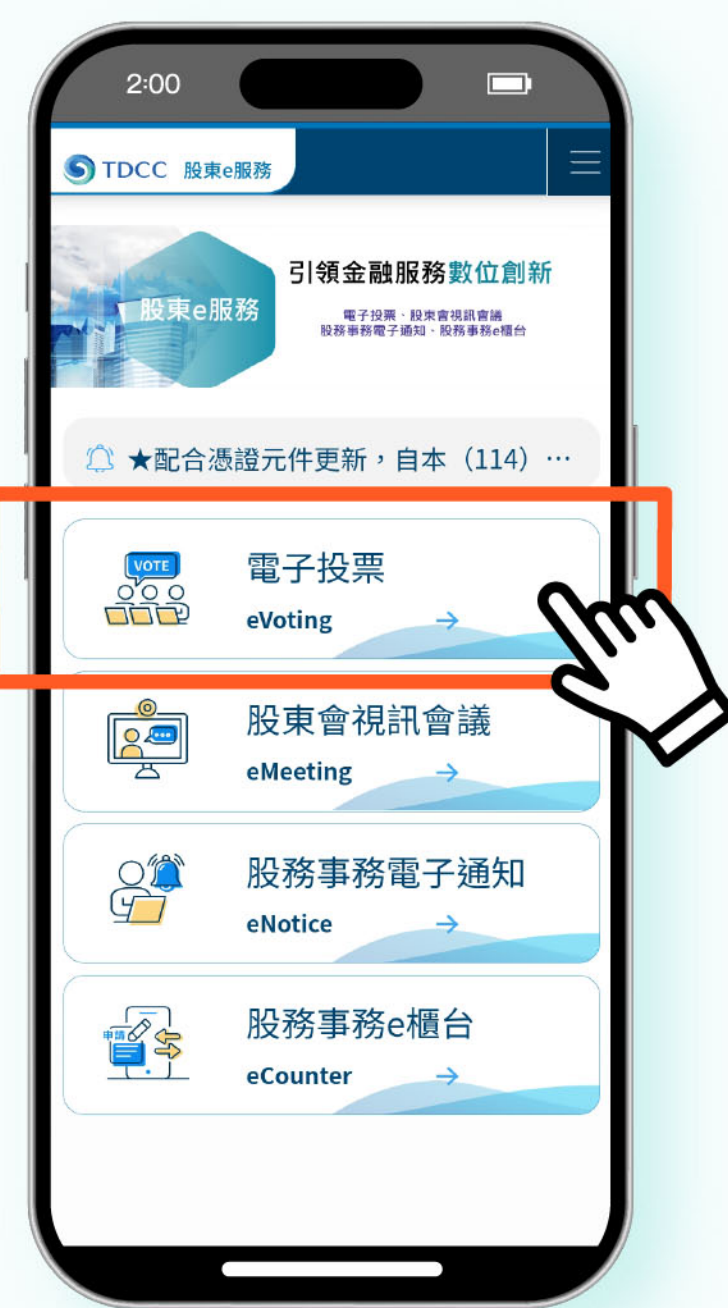 2:00
TDCC 股東e服務
股東e服務
引領金融服務數位創新
電子投票、股東會視訊會議
股務事務電子通知、股務事務e櫃台
★配合憑證元件更新，自本（114）…
VOTE
電子投票
eVoting
股東會視訊會議
eMeeting
股務事務電子通知
eNotice
申請
股務事務e櫃台
eCounter